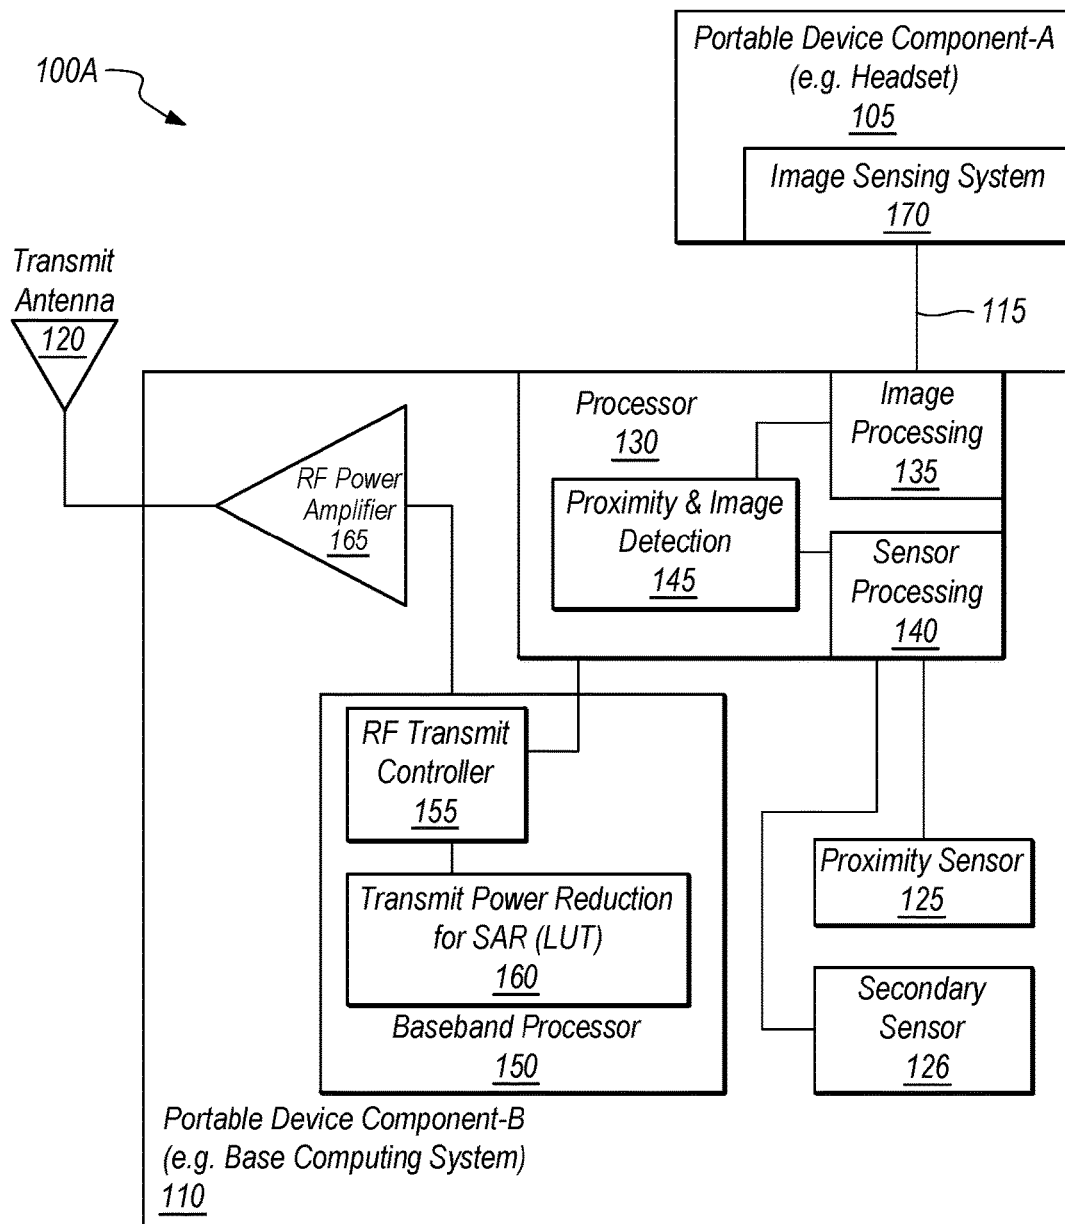 100A
Portable Device Component-A
(e.g. Headset)
105
Image Sensing System
170
Transmit
Antenna
120
115
Processor
130
Image
Processing
135
RF Power
Amplifier
165
Proximity & Image
Detection
145
Sensor
Processing
140
RF Transmit
Controller
155
Transmit Power Reduction
for SAR (LUT)
160
Baseband Processor
150
Proximity Sensor
125
Secondary
Sensor
126
Portable Device Component-B
(e.g. Base Computing System)
110